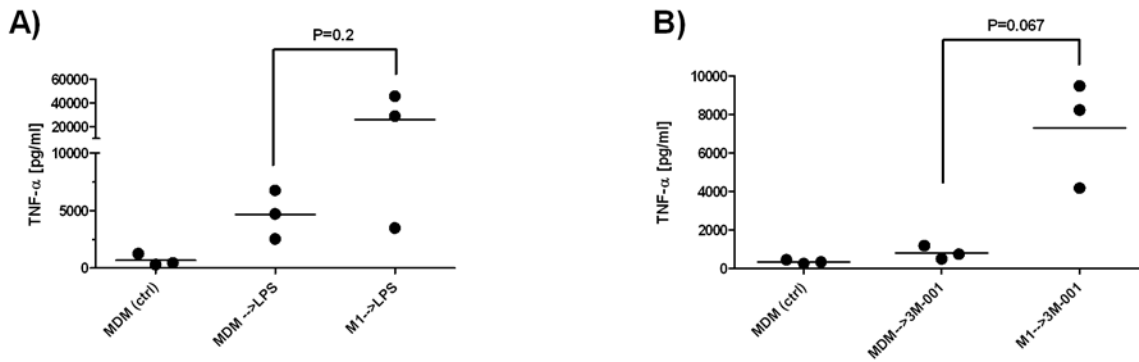 A)
P=0.2
TNF-α [pg/ml]
60000
40000
20000
10000
5000
0
MDM (ctrl)
MDM -->LPS
M1-->LPS
B)
P=0.067
TNF-α [pg/ml]
10000
8000
6000
4000
2000
0
MDM (ctrl)
MDM-->3M-001
M1-->3M-001